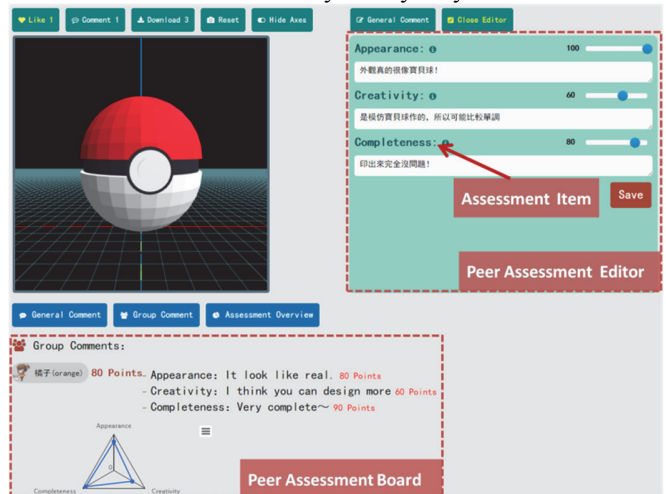 Like 1
Comment 1
Download 3
Reset
Hide Axes
General Comment
Close Editor
Appearance:
100
外觀真的很像寶貝球!
Creativity:
60
是模仿寶貝球作的，所以可能比較單調
Completeness:
80
印出來完全沒問題!
Assessment Item
Save
Peer Assessment Editor
General Comment
Group Comment
Assessment Overview
Group Comments:
橘子(orange)
80 Points
- Appearance: It look like real. 80 Points
- Creativity: I think you can design more 60 Points
- Completeness: Very complete～ 90 Points
Appearance
0
Completeness
Creativity
Peer Assessment Board